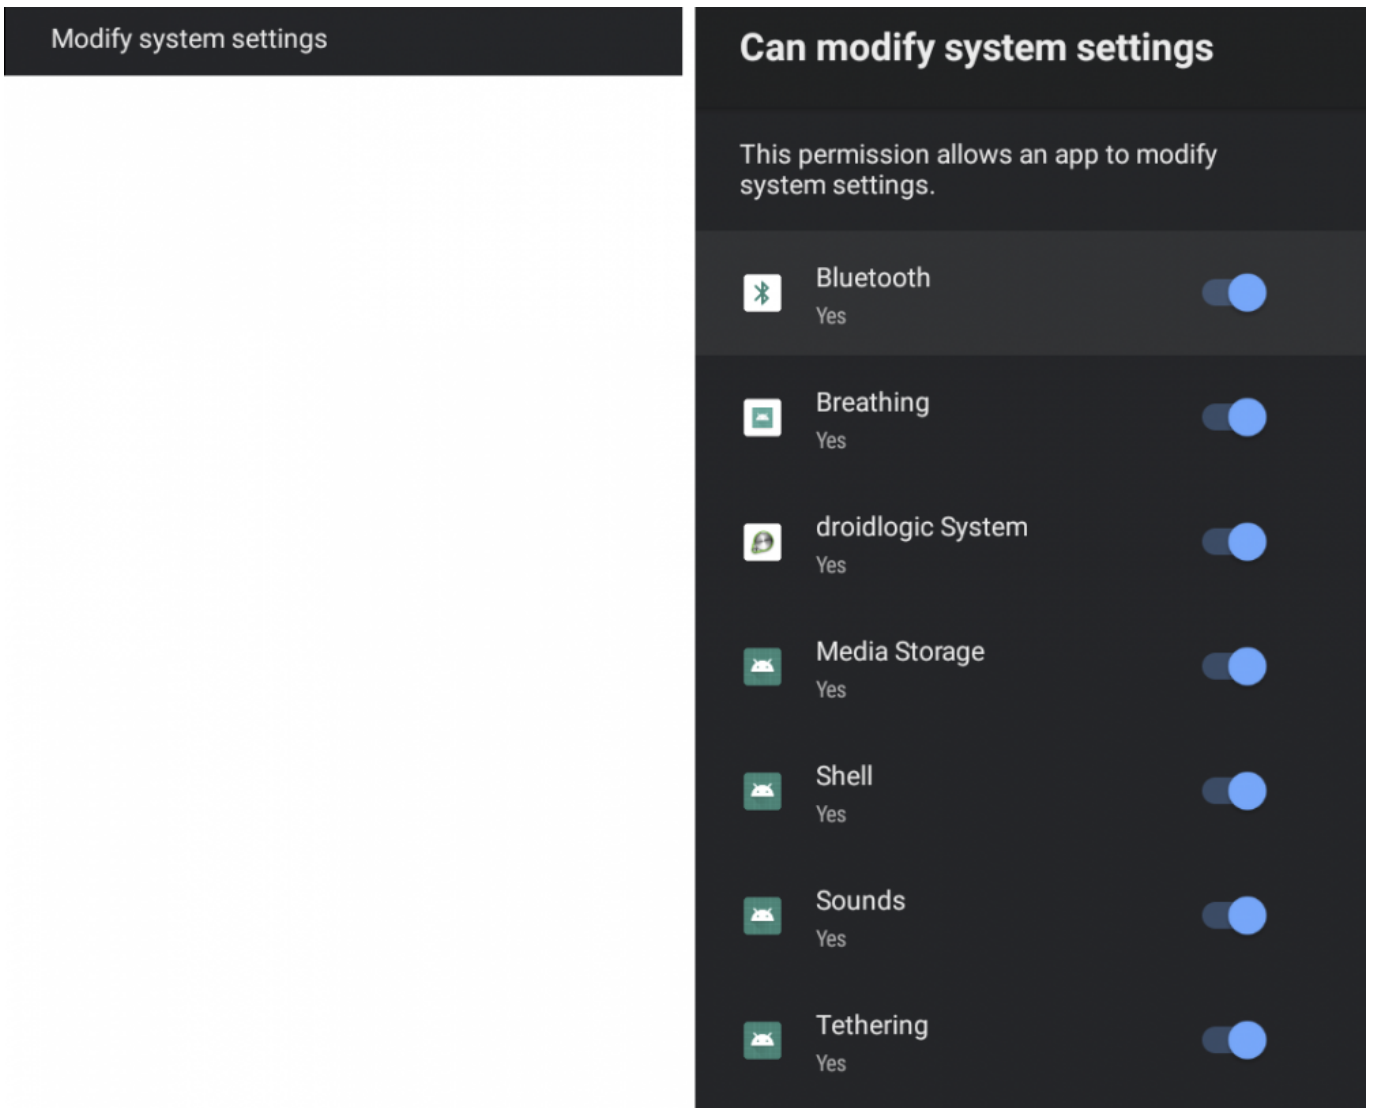 Modify system settings
Can modify system settings
This permission allows an app to modify
system settings.
Bluetooth
Yes
Breathing
Yes
droidlogic System
Yes
Media Storage
Yes
Shell
Yes
Sounds
Yes
Tethering
Yes